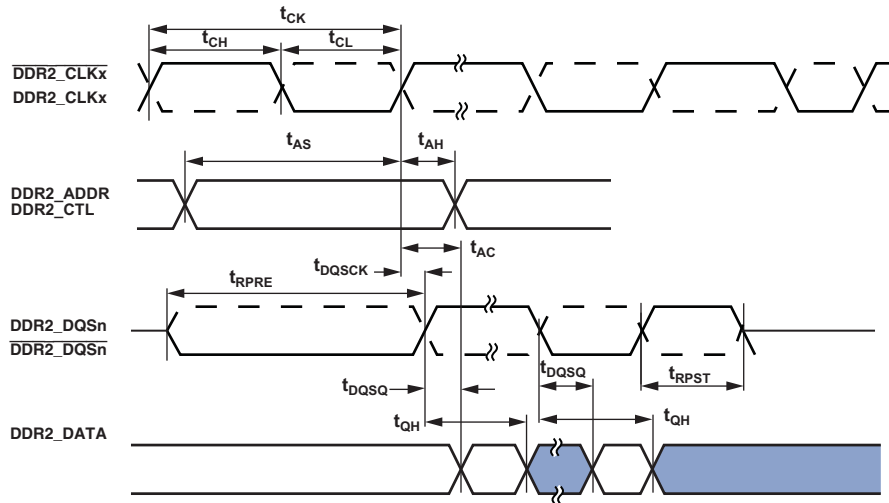 tCK
tCH
tCL
DDR2_CLKx
DDR2_CLKx
tAS
tAH
DDR2_ADDR
DDR2_CTL
tAC
tDQSCK
tRPRE
DDR2_DQSn
DDR2_DQSn
tDQSQ
tDQSQ
tRPST
tQH
tQH
DDR2_DATA